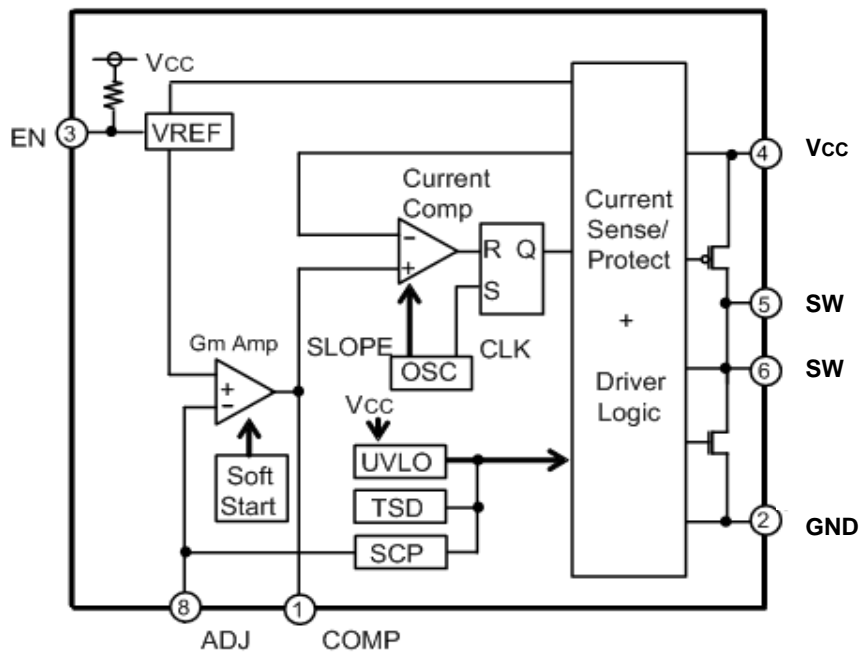 VCC
EN 3
VREF
4 VCC
Current
Comp
−
+
R Q
S
Current
Sense/
Protect
+
Driver
Logic
5 SW
6 SW
Gm Amp
+
−
SLOPE
OSC
CLK
VCC
UVLO
TSD
SCP
Soft
Start
2 GND
8
ADJ
1
COMP